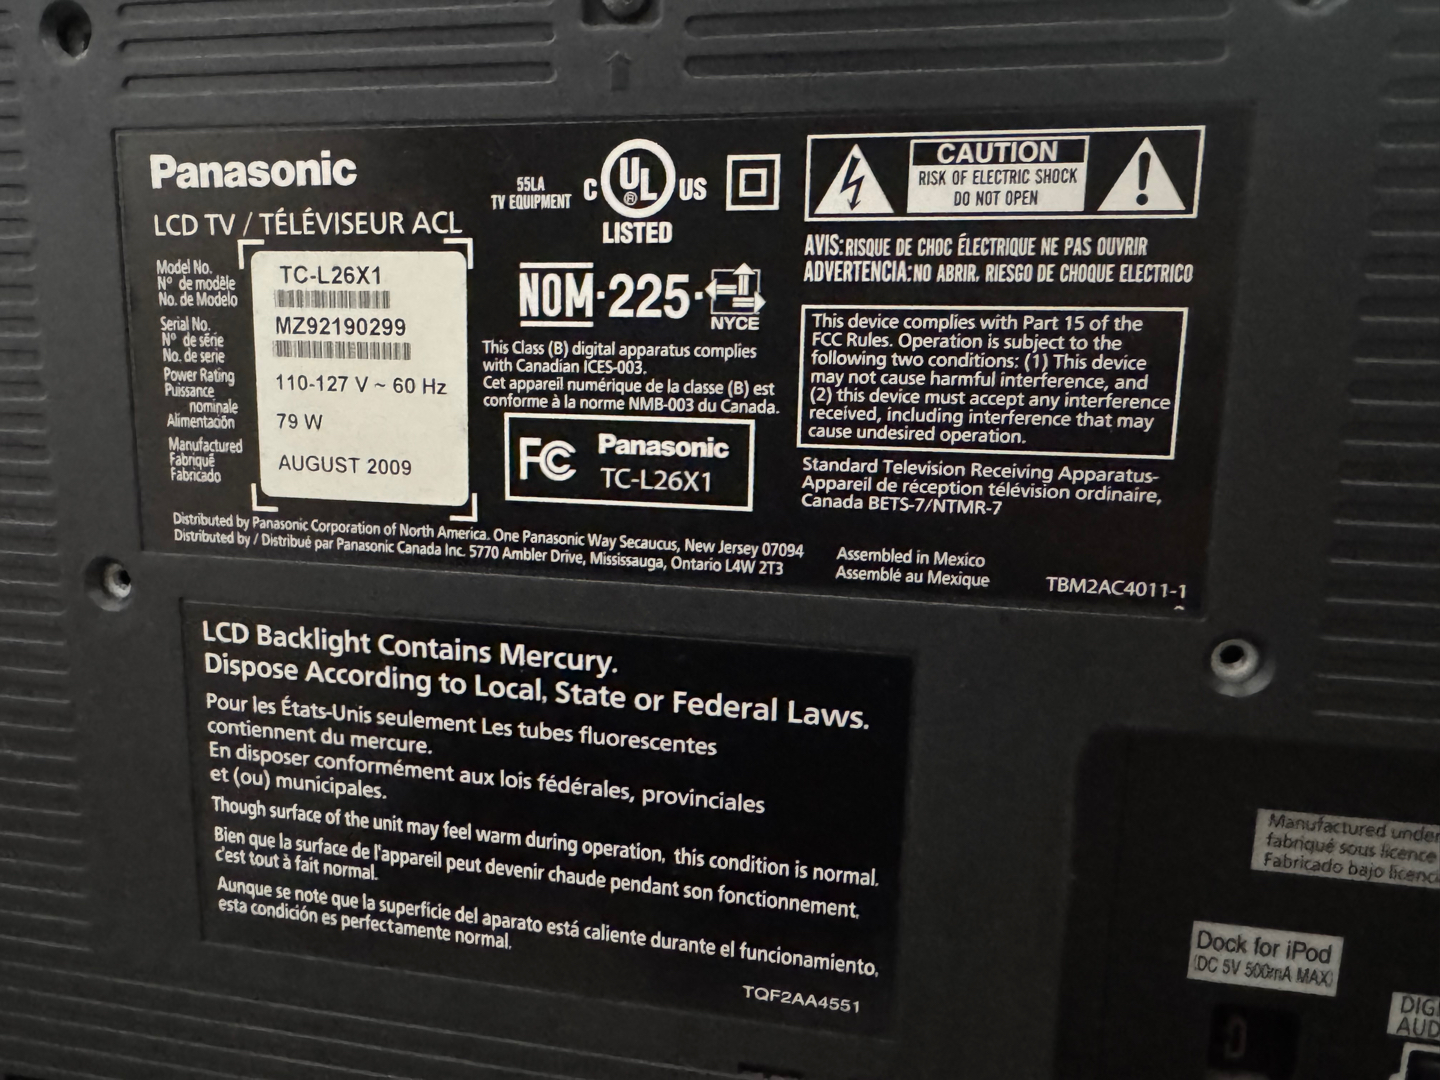 Panasonic
LCD TV / TÉLÉVISEUR ACL
Model No.
Nº de modèle
No. de Modelo
TC-L26X1
Serial No.
Nº de série
No. de serie
MZ92190299
Power Rating
Puissance
nominale
Alimentación
110-127 V ~ 60 Hz
79 W
Manufactured
Fabriqué
Fabricado
AUGUST 2009
55LA
TV EQUIPMENT
C UL US
®
LISTED
NOM·225·
NYCE
This Class (B) digital apparatus complies
with Canadian ICES-003.
Cet appareil numérique de la classe (B) est
conforme à la norme NMB-003 du Canada.
FC Panasonic
TC-L26X1
CAUTION
RISK OF ELECTRIC SHOCK
DO NOT OPEN
AVIS: RISQUE DE CHOC ÉLECTRIQUE NE PAS OUVRIR
ADVERTENCIA: NO ABRIR. RIESGO DE CHOQUE ELECTRICO
This device complies with Part 15 of the
FCC Rules. Operation is subject to the
following two conditions: (1) This device
may not cause harmful interference, and
(2) this device must accept any interference
received, including interference that may
cause undesired operation.
Standard Television Receiving Apparatus-
Appareil de réception télévision ordinaire,
Canada BETS-7/NTMR-7
Distributed by Panasonic Corporation of North America. One Panasonic Way Secaucus, New Jersey 07094
Distributed by / Distribué par Panasonic Canada Inc. 5770 Ambler Drive, Mississauga, Ontario L4W 2T3
Assembled in Mexico
Assemblé au Mexique
TBM2AC4011-1
LCD Backlight Contains Mercury.
Dispose According to Local, State or Federal Laws.
Pour les États-Unis seulement Les tubes fluorescentes
contiennent du mercure.
En disposer conformément aux lois fédérales, provinciales
et (ou) municipales.
Though surface of the unit may feel warm during operation, this condition is normal.
Bien que la surface de l'appareil peut devenir chaude pendant son fonctionnement,
c'est tout à fait normal.
Aunque se note que la superficie del aparato está caliente durante el funcionamiento,
esta condición es perfectamente normal.
TQF2AA4551
Manufactured under
fabriqué sous licence
Fabricado bajo licenc
Dock for iPod
(DC 5V 500mA MAX)
DIGI
AUD